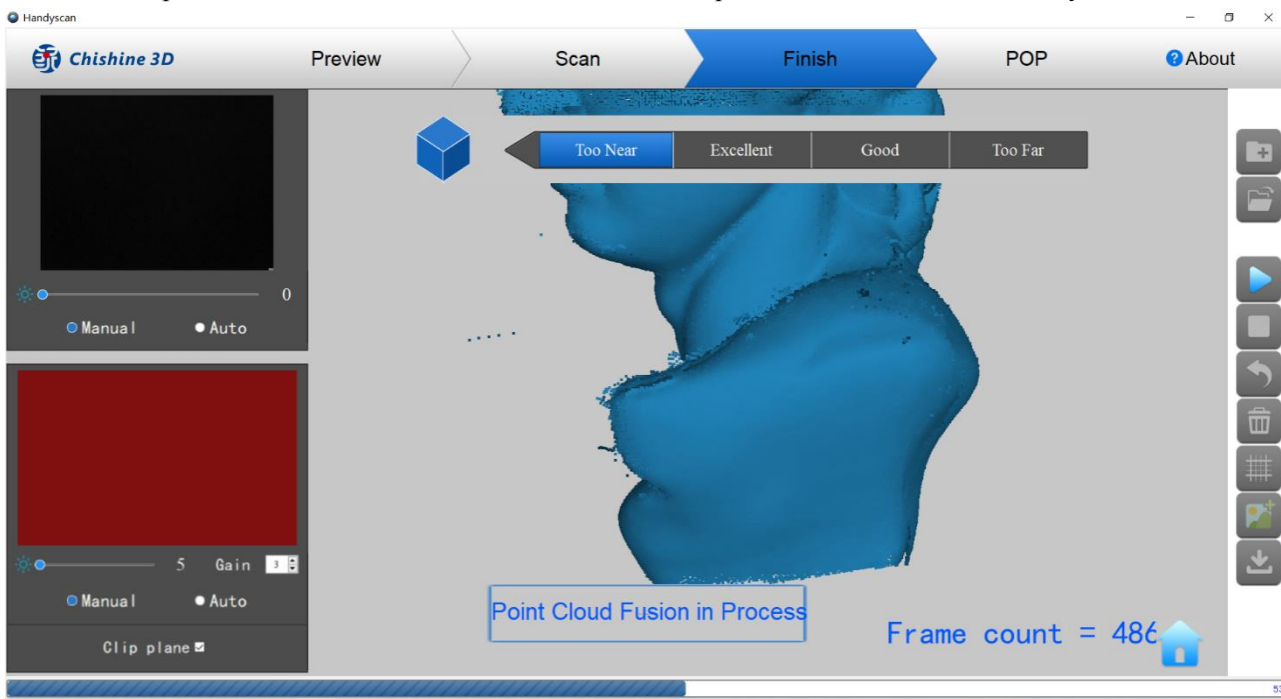 Handyscan
Chishine 3D
Preview
Scan
Finish
POP
About
Too Near
Excellent
Good
Too Far
0
Manual
Auto
5
Gain
3
Manual
Auto
Clip plane
Point Cloud Fusion in Process
Frame count = 486